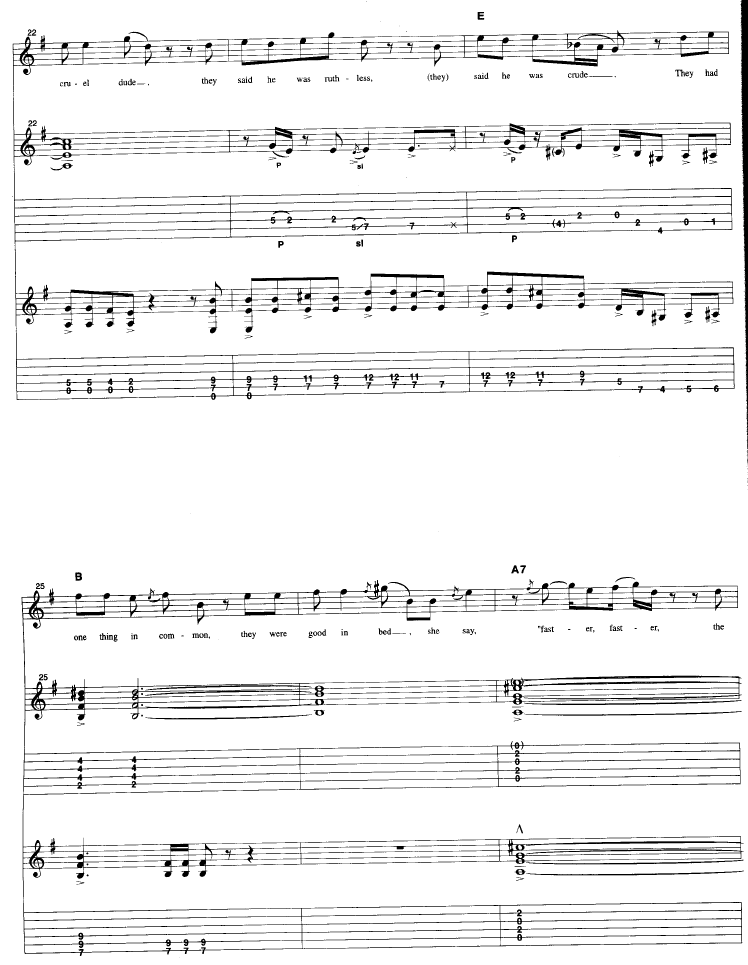 E
22
cru - el dude—. they said he was ruth - less, (they) said he was crude—. They had
22
P sl P
5 2 2 5/7 7 x 5 2 (4) 2 0 2 4 0 1
P sl P
5 5 4 2 9 9 9 11 9 12 12 11 12 12 11 9
0 0 0 0 7 7 7 7 7 7 7 7 7 7 7 7 7 5 7 4 5 6
0 0
B A7
25
one thing in com - mon, they were good in bed—, she say, "fast - er, fast - er, the
25
(0)
4 4 2
4 4 0
4 4 2
2 2 0
2
9 0
9 9 9 9 2
7 7 7 7 0